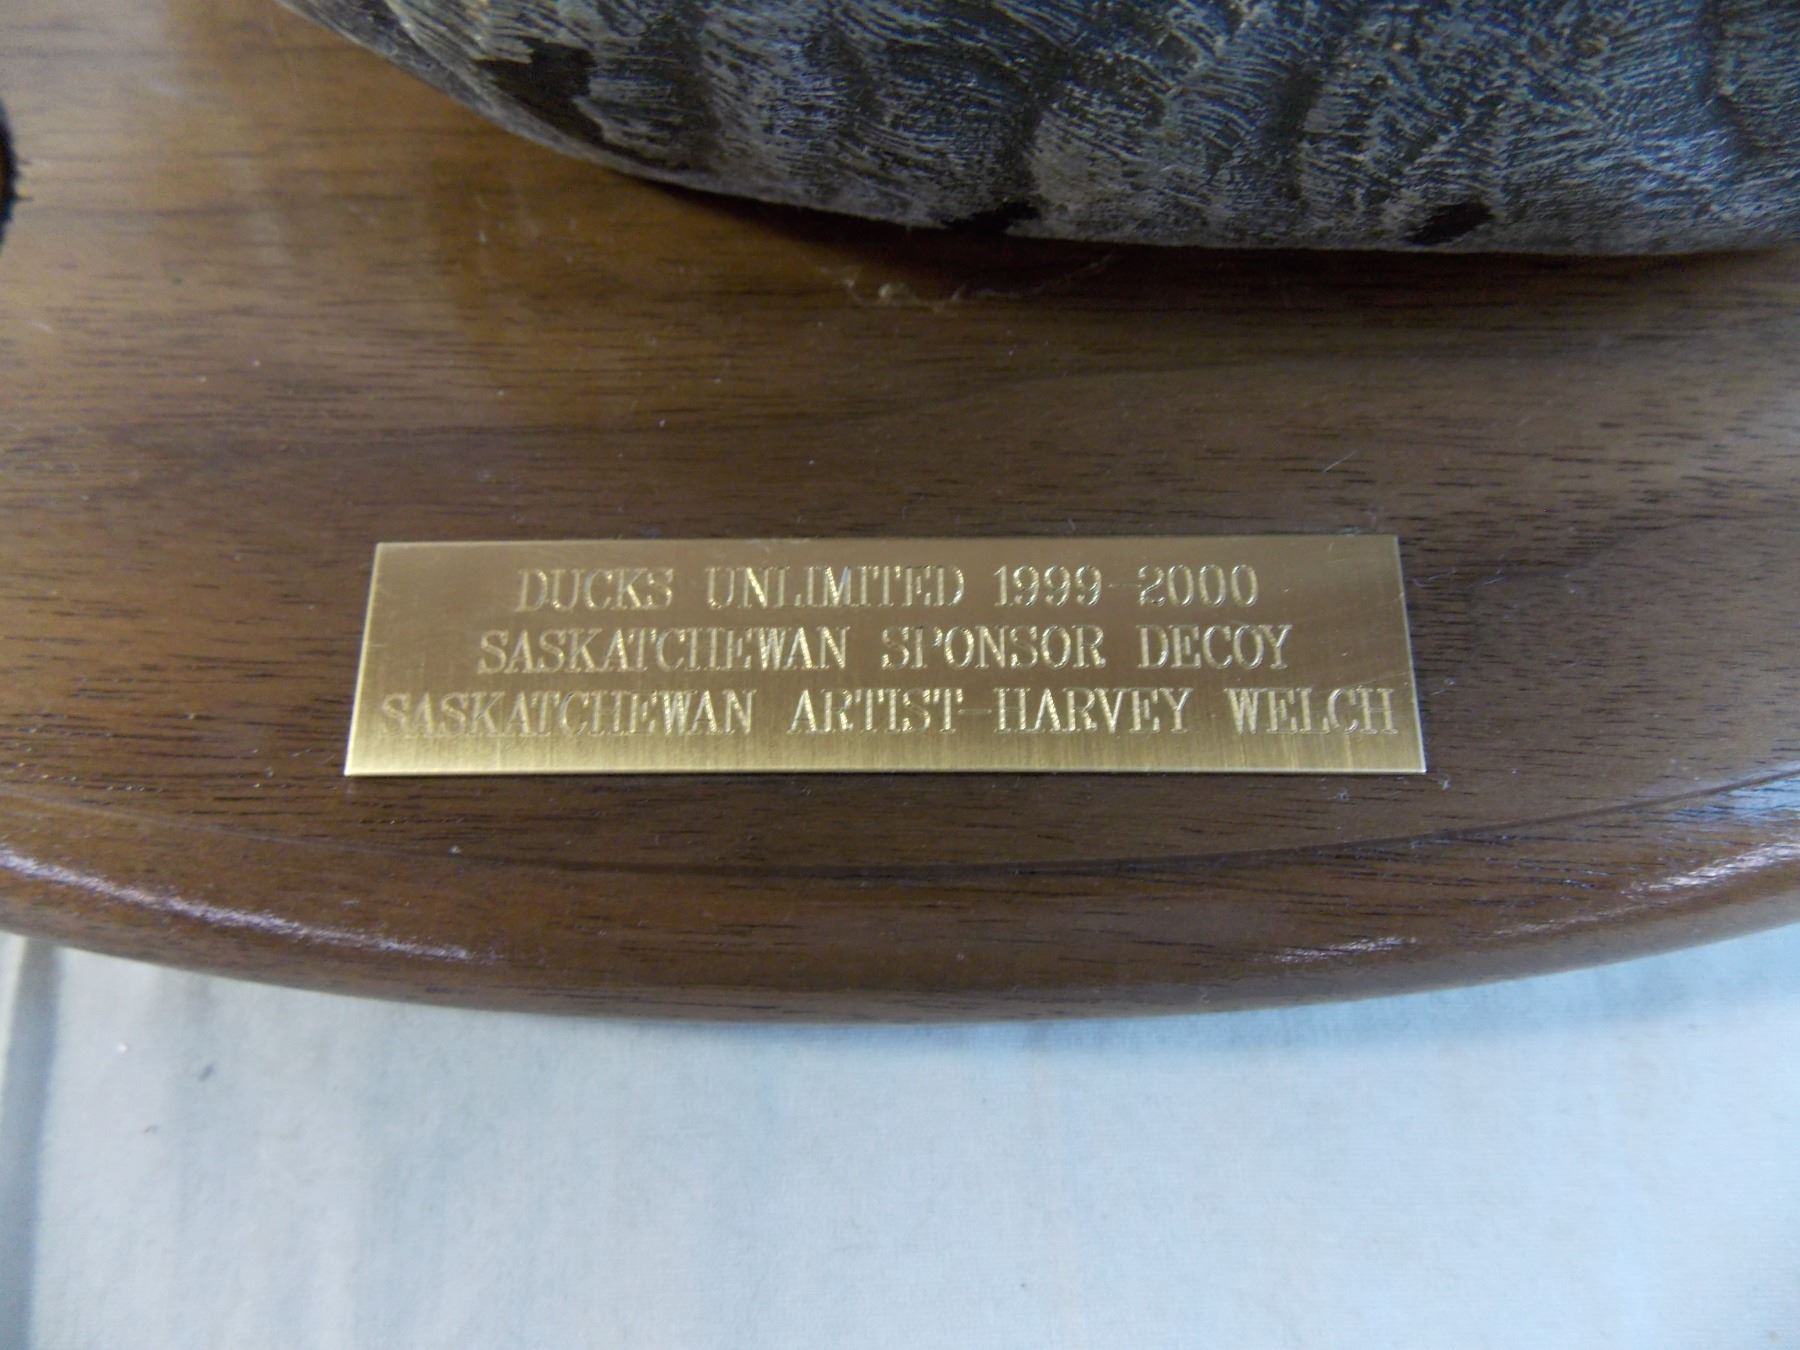 DUCKS UNLIMITED 1999-2000
SASKATCHEWAN SPONSOR DECOY
SASKATCHEWAN ARTIST-HARVEY WELCH